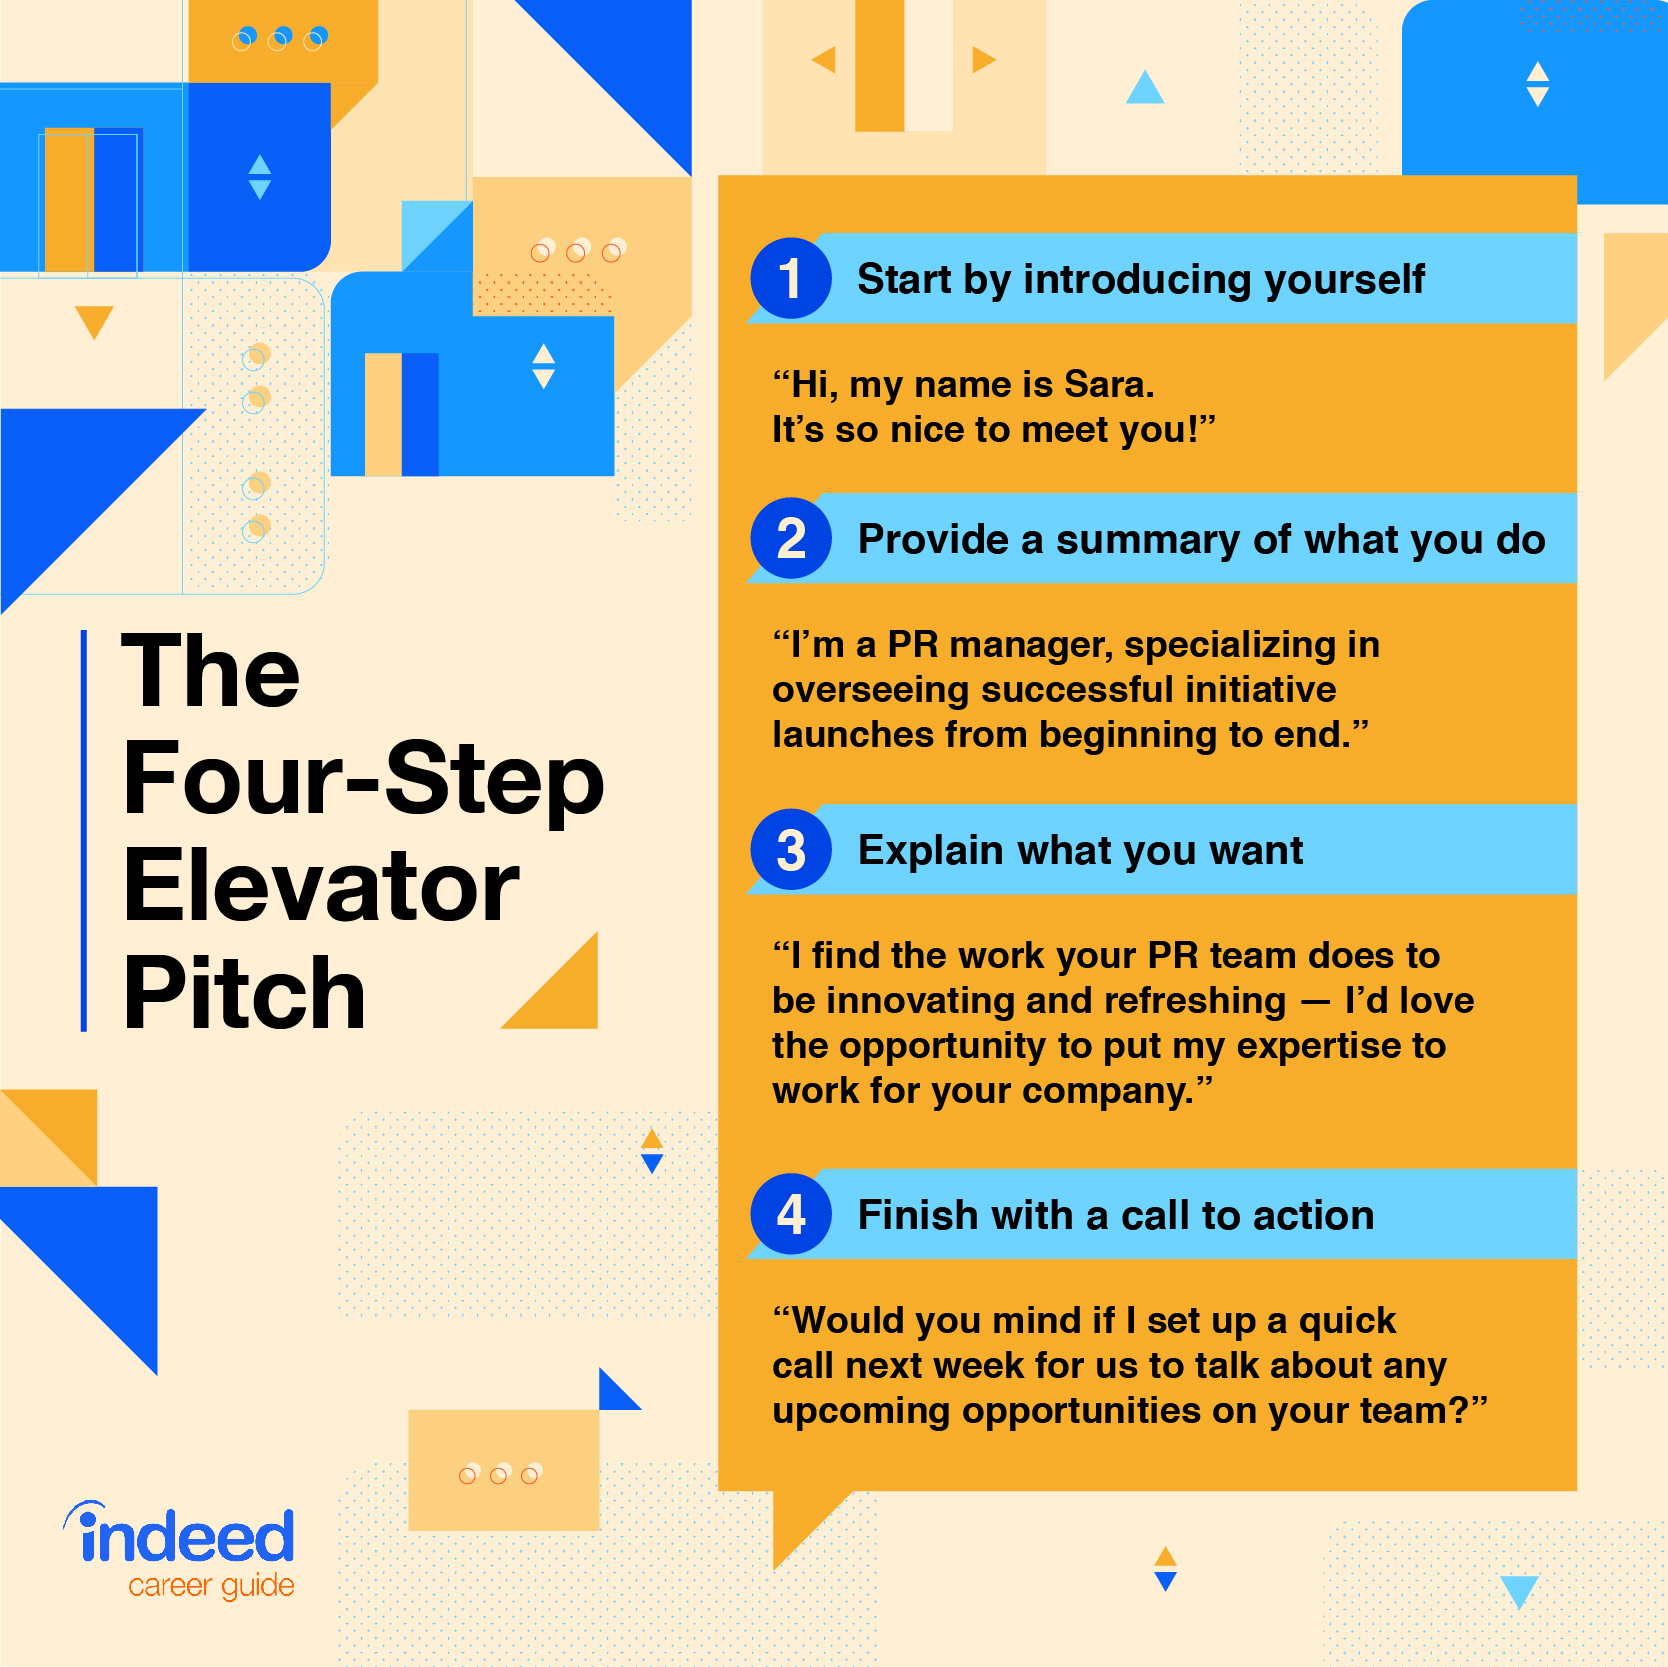 The
Four-Step
Elevator
Pitch
1 Start by introducing yourself
“Hi, my name is Sara.
It’s so nice to meet you!”
2 Provide a summary of what you do
“I’m a PR manager, specializing in
overseeing successful initiative
launches from beginning to end.”
3 Explain what you want
“I find the work your PR team does to
be innovating and refreshing — I’d love
the opportunity to put my expertise to
work for your company.”
4 Finish with a call to action
“Would you mind if I set up a quick
call next week for us to talk about any
upcoming opportunities on your team?”
indeed
career guide